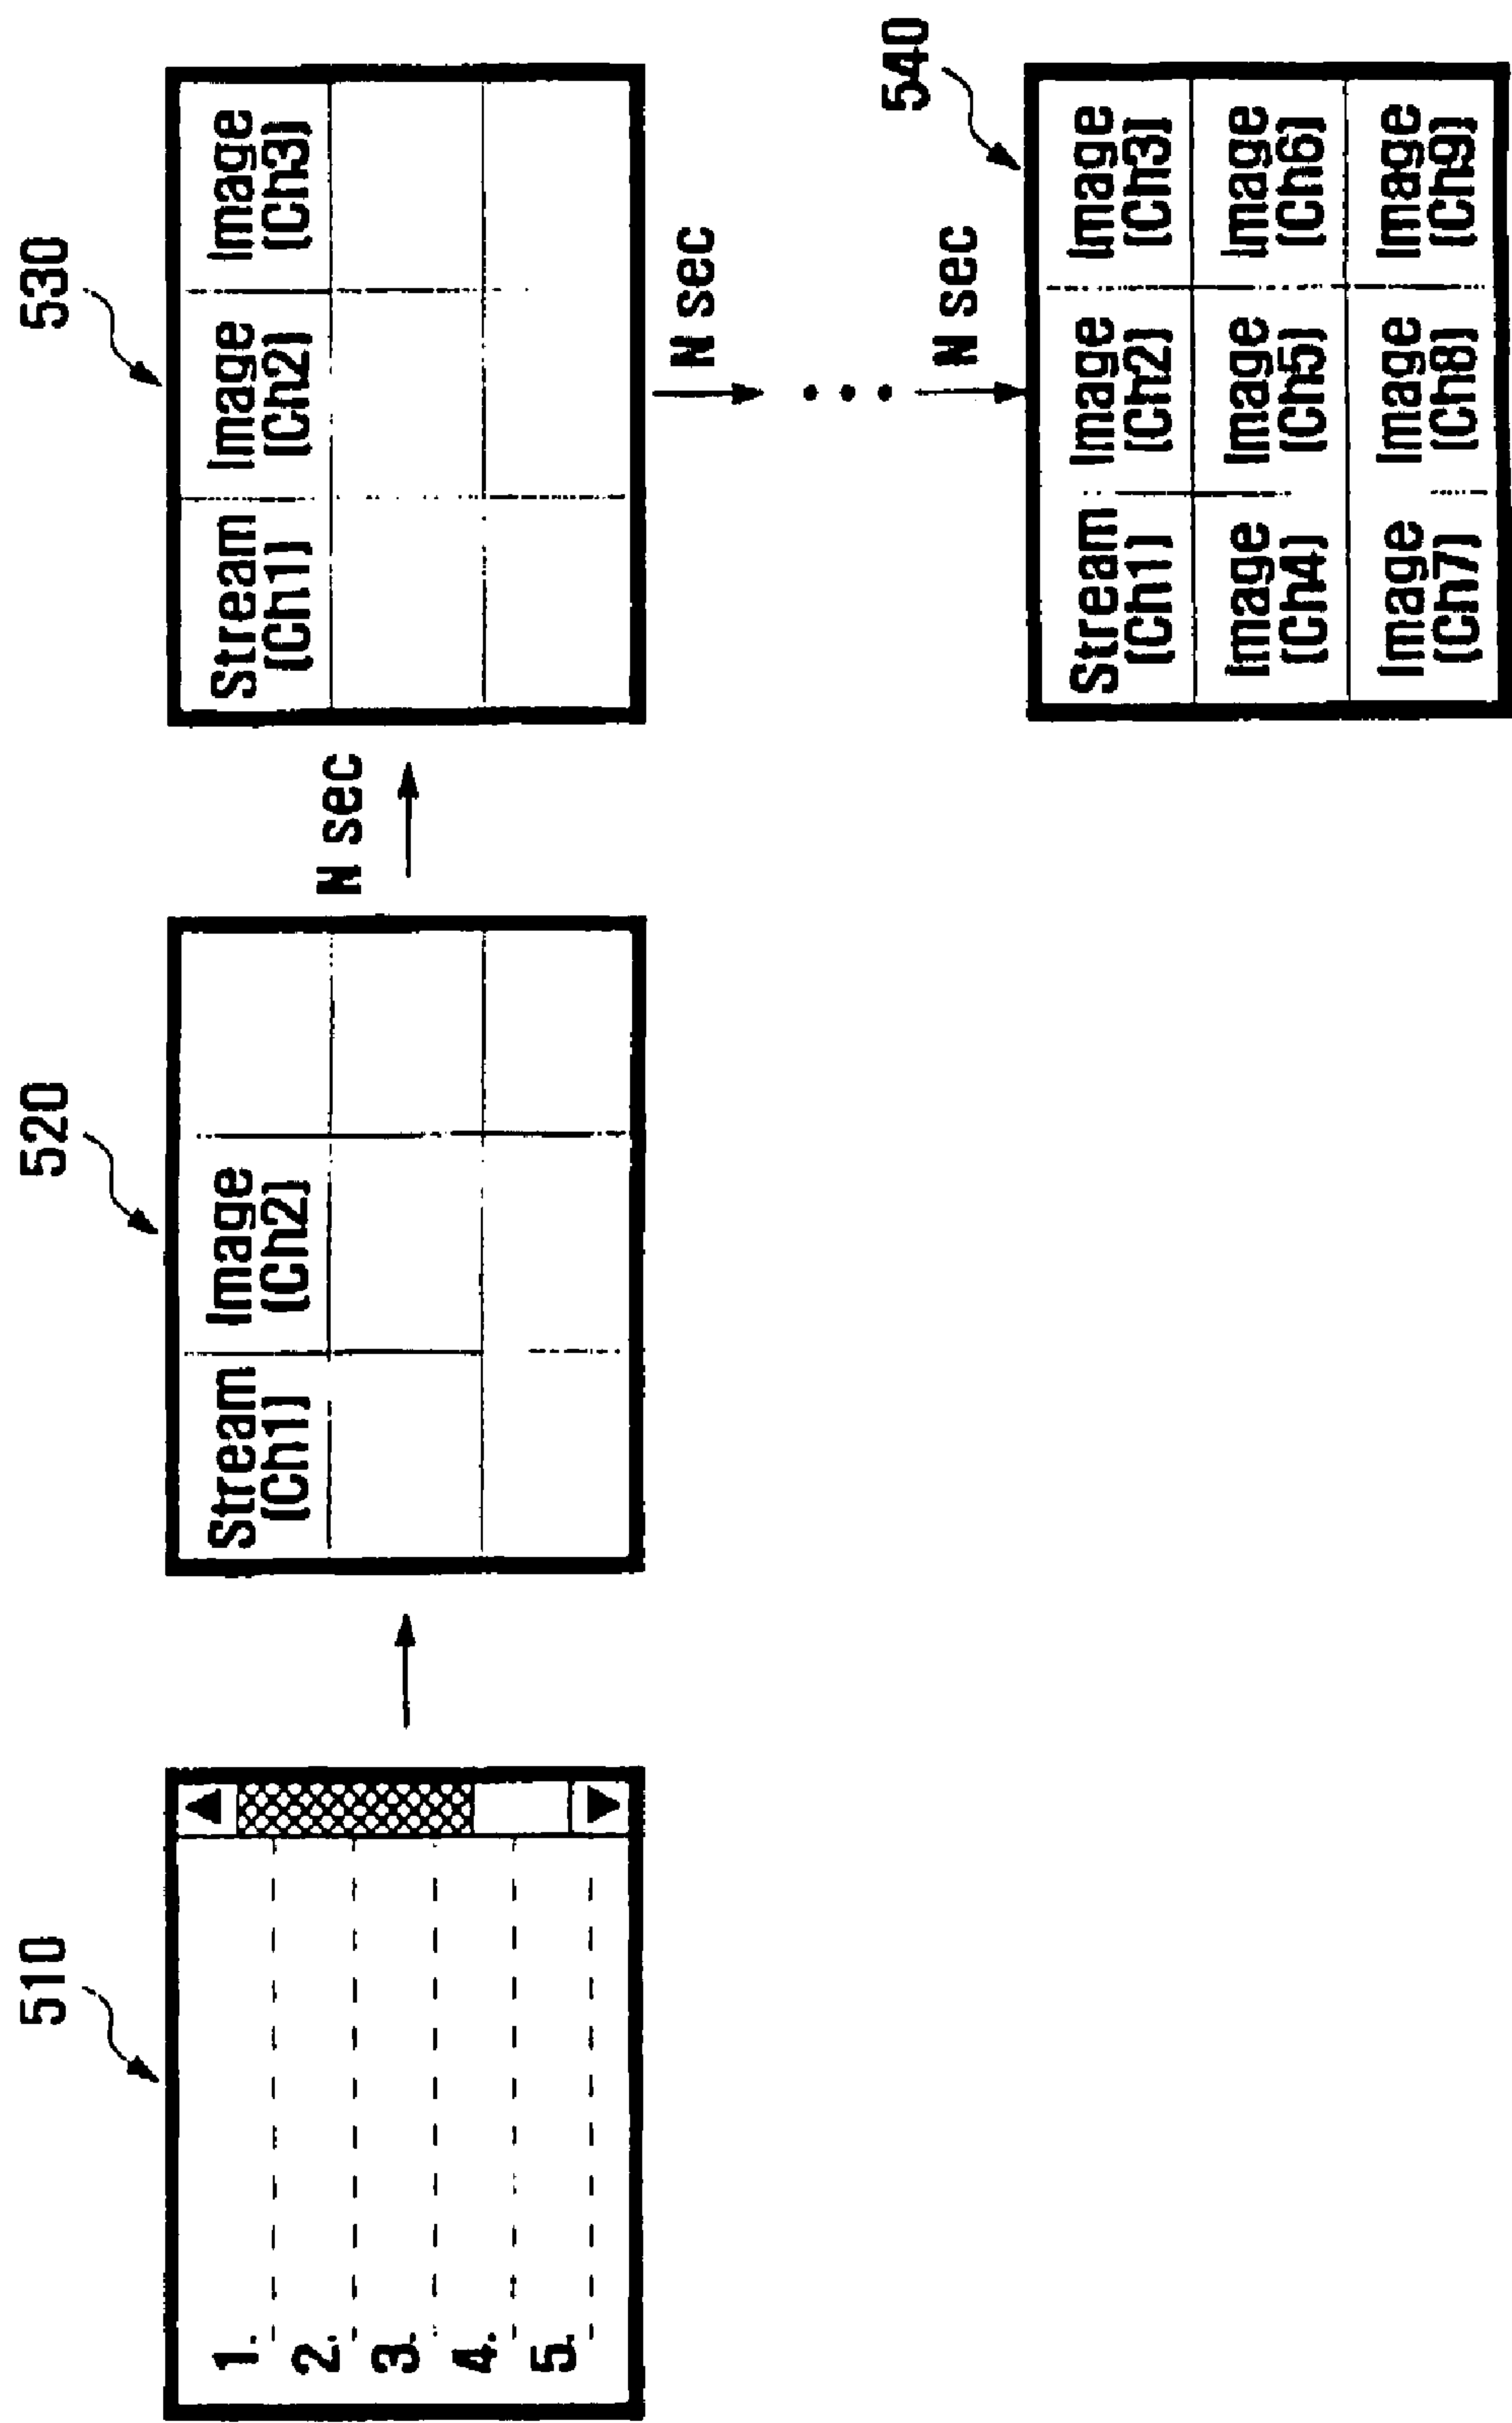 510
1.
2.
3.
4.
5.
520
Stream
(Ch1)
Image
(Ch2)
N sec
530
Stream
(Ch1)
Image
(Ch2)
Image
(Ch3)
N sec
N sec
540
Stream
(Ch1)
Image
(Ch2)
Image
(Ch3)
Image
(Ch4)
Image
(Ch5)
Image
(Ch6)
Image
(Ch7)
Image
(Ch8)
Image
(Ch9)